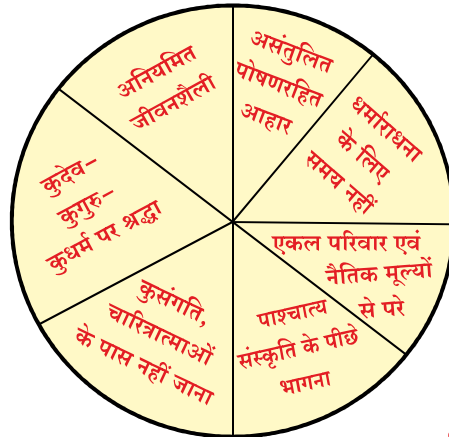 असंतुलित
पोषणरहित
आहार
धर्माराधना
के लिए
समय नहीं
एकल परिवार एवं
नैतिक मूल्यों
से परे
पाश्चात्य
संस्कृति के पीछे
भागना
कुसंगति,
चारित्रात्माओं
के पास नहीं जाना
कुदेव–
कुगुरु–
कुधर्म पर श्रद्धा
अनियमित
जीवनशैली